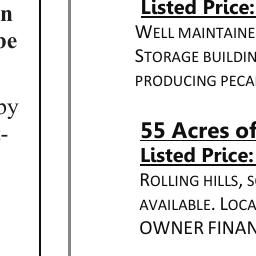 n
be
by
-
Listed Price:
WELL MAINTAINE
STORAGE BUILDIN
PRODUCING PECA
55 Acres of
Listed Price:
ROLLING HILLS, S
AVAILABLE. LOCA
OWNER FINAN